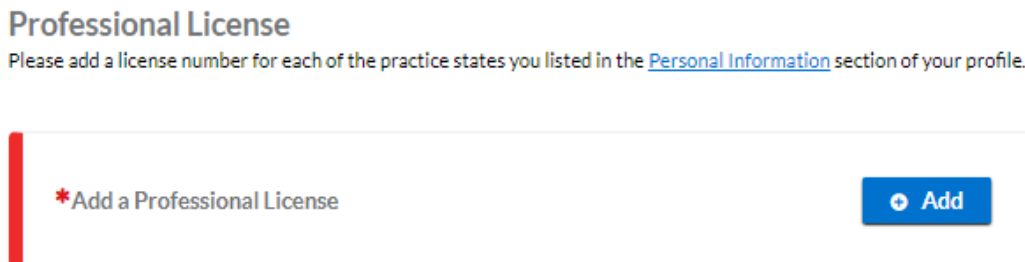 Professional License
Please add a license number for each of the practice states you listed in the Personal Information section of your profile.
*Add a Professional License
Add